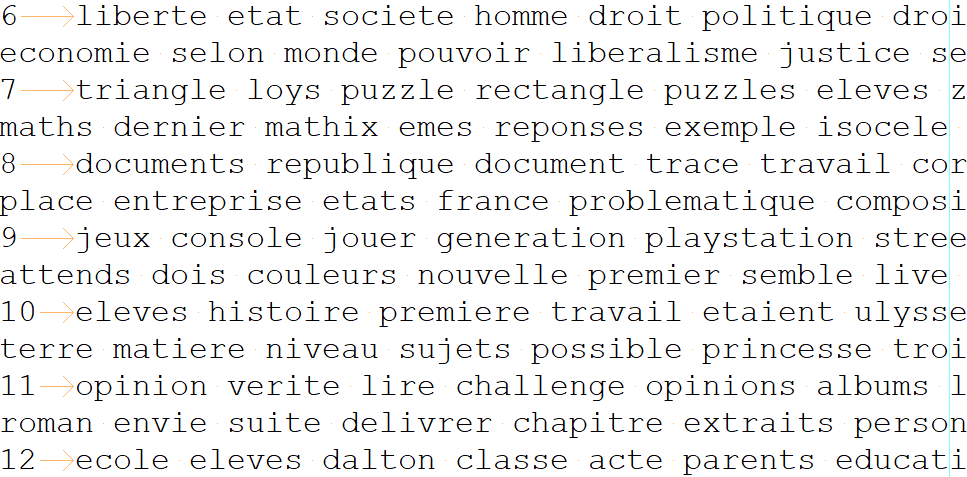 6 liberte etat societe homme droit politique droi
economie selon monde pouvoir liberalisme justice se
7 triangle loys puzzle rectangle puzzles eleves z
maths dernier mathix emes reponses exemple isocele
8 documents republique document trace travail cor
place entreprise etats france problematique composi
9 jeux console jouer generation playstation stree
attends dois couleurs nouvelle premier semble live
10 eleves histoire premiere travail etaient ulysse
terre matiere niveau sujets possible princesse troi
11 opinion verite lire challenge opinions albums l
roman envie suite delivrer chapitre extraits person
12 ecole eleves dalton classe acte parents educati